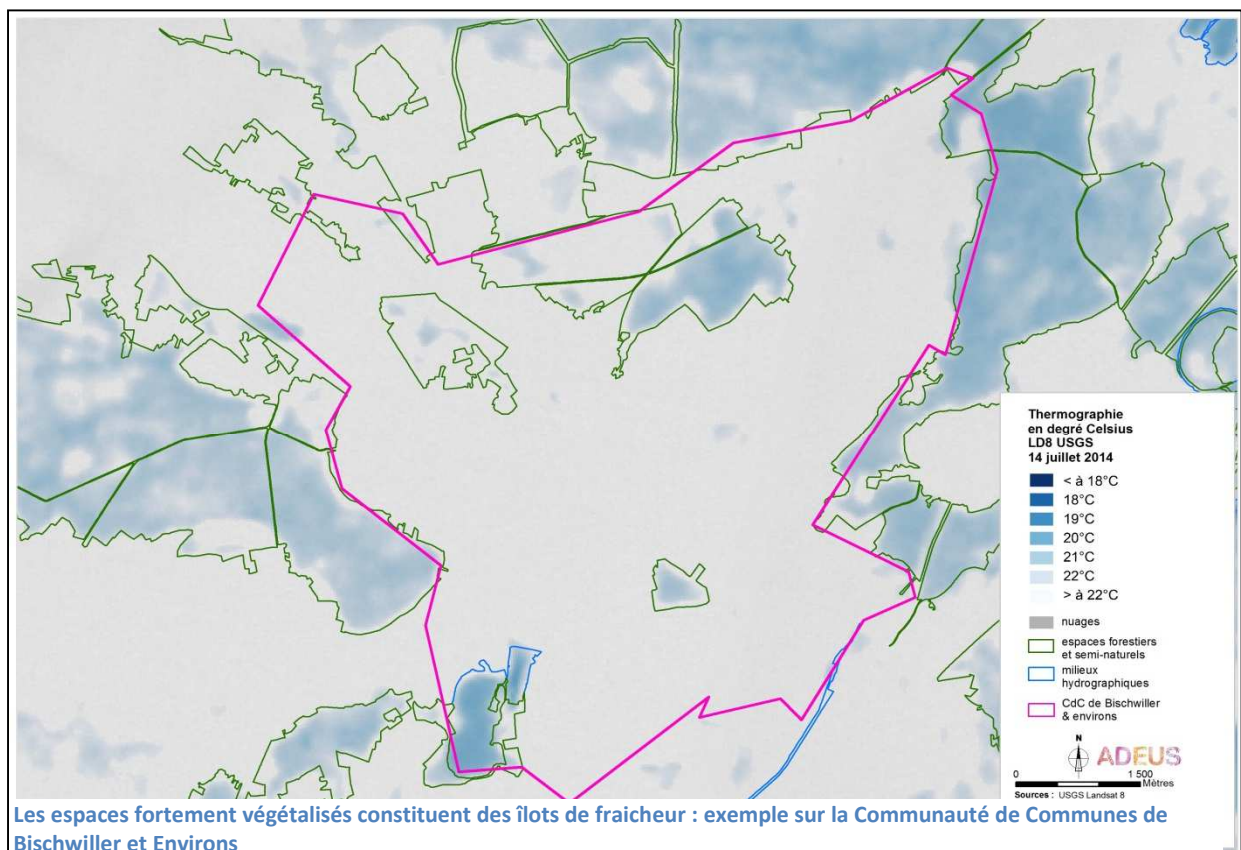 Thermographie
en degré Celsius
LD8 USGS
14 juillet 2014
< à 18°C
18°C
19°C
20°C
21°C
22°C
> à 22°C
nuages
espaces forestiers
et semi-naturels
milieux
hydrographiques
CdC de Bischwiller
& environs
N
ADEUS
0 1 500
Mètres
Sources : USGS Landsat 8
Les espaces fortement végétalisés constituent des îlots de fraicheur : exemple sur la Communauté de Communes de
Bischwiller et Environs